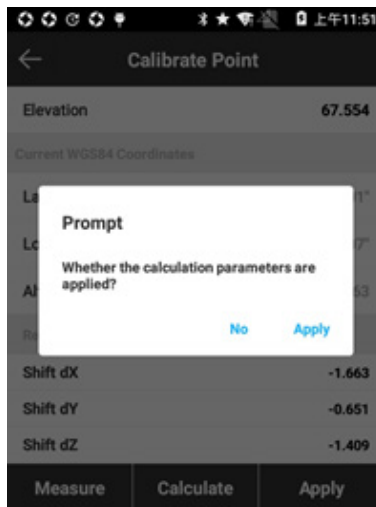 上午11:51
Calibrate Point
Elevation 67.554
Current WGS84 Coordinates
Prompt
Whether the calculation parameters are
applied?
No Apply
Shift dX -1.663
Shift dY -0.651
Shift dZ -1.409
Measure Calculate Apply